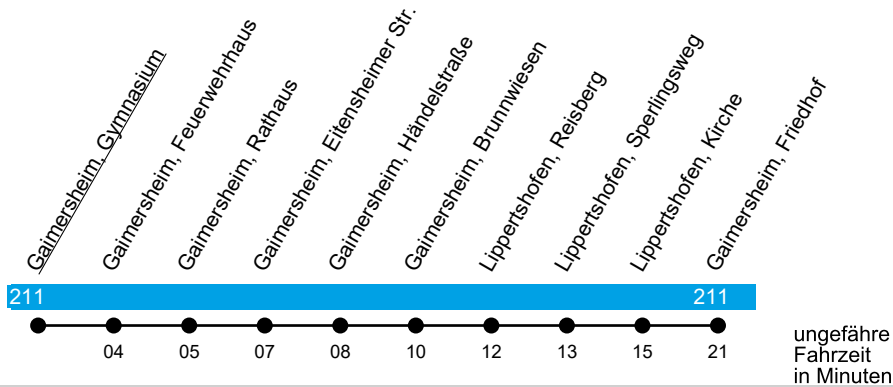 Gaimersheim, Gymnasium
Gaimersheim, Feuerwehrhaus
Gaimersheim, Rathaus
Gaimersheim, Eitensheimer Str.
Gaimersheim, Händelstraße
Gaimersheim, Brunnwiesen
Lippertshofen, Reisberg
Lippertshofen, Sperlingsweg
Lippertshofen, Kirche
Gaimersheim, Friedhof
211 211
04 05 07 08 10 12 13 15 21
ungefähre
Fahrzeit
in Minuten